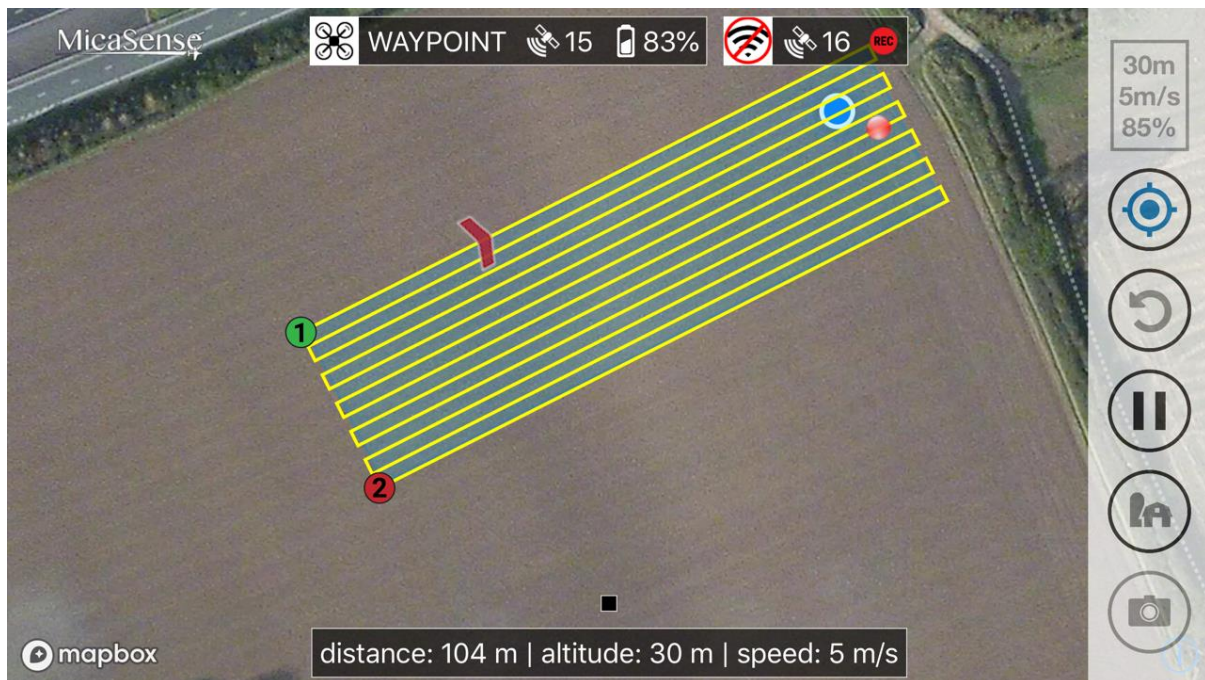 MicaSense
WAYPOINT 15 83% 16 REC
30m
5m/s
85%
1
2
mapbox
distance: 104 m | altitude: 30 m | speed: 5 m/s